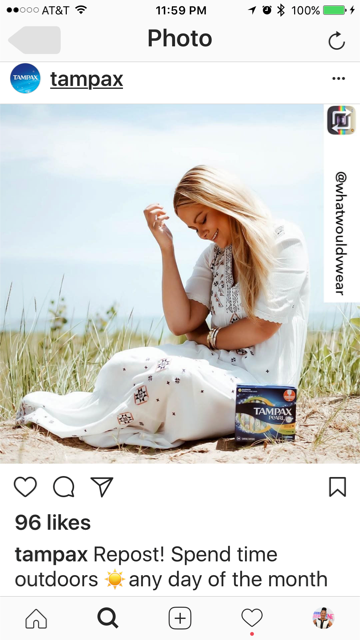 AT&T 11:59 PM 100%
Photo
TAMPAX
tampax
@whatwouldvwear
TAMPAX
PEARL
96 likes
tampax Repost! Spend time
outdoors ☀️ any day of the month